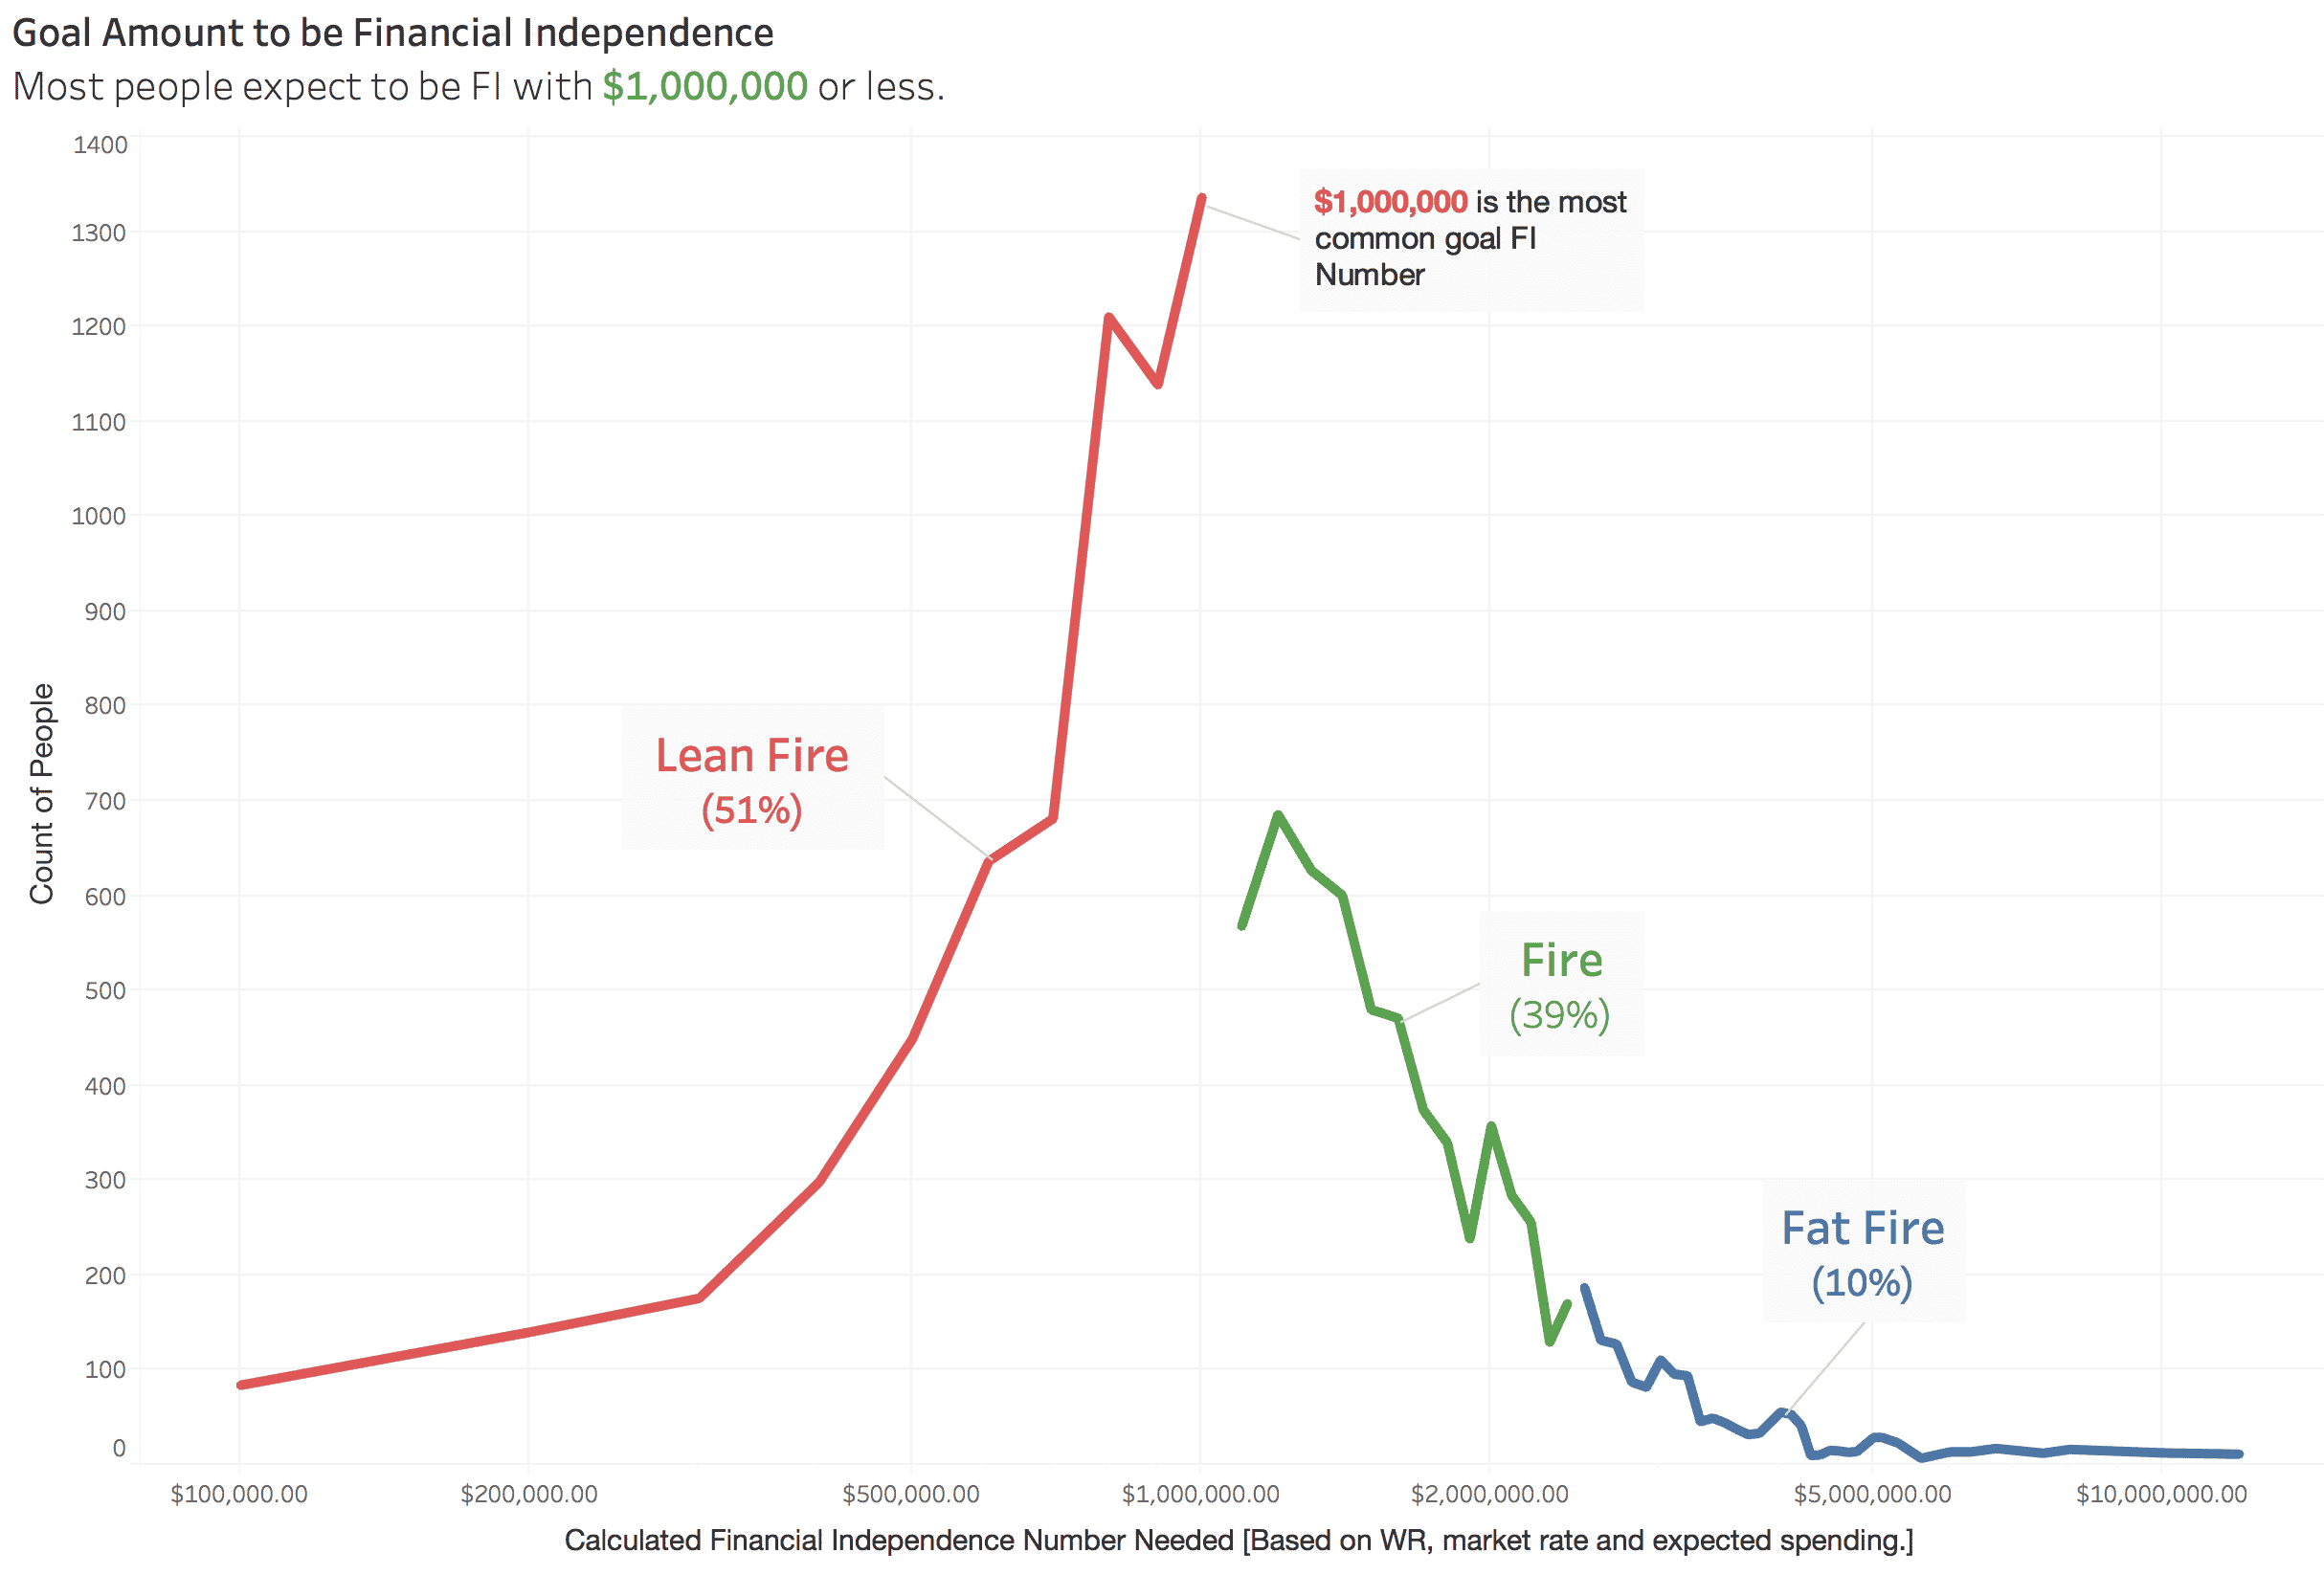 Goal Amount to be Financial Independence
Most people expect to be FI with $1,000,000 or less.
1400
1300
1200
1100
1000
900
800
700
600
500
400
300
200
100
0
Count of People
$1,000,000 is the most
common goal FI
Number
Lean Fire
(51%)
Fire
(39%)
Fat Fire
(10%)
$100,000.00
$200,000.00
$500,000.00
$1,000,000.00
$2,000,000.00
$5,000,000.00
$10,000,000.00
Calculated Financial Independence Number Needed [Based on WR, market rate and expected spending.]